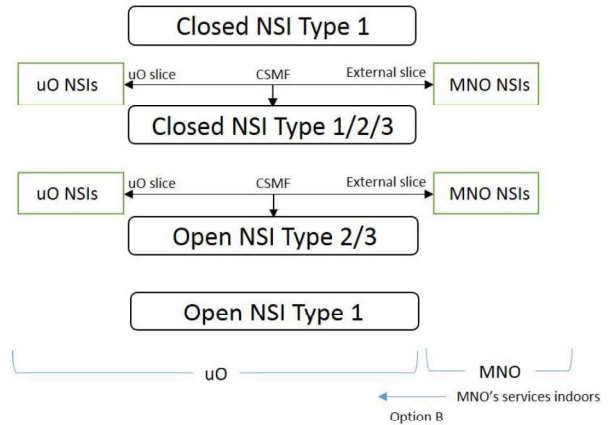 Closed NSI Type 1
uO NSIs uO slice CSMF External slice MNO NSIs
Closed NSI Type 1/2/3
uO NSIs uO slice CSMF External slice MNO NSIs
Open NSI Type 2/3
Open NSI Type 1
uO MNO
MNO's services indoors
Option B